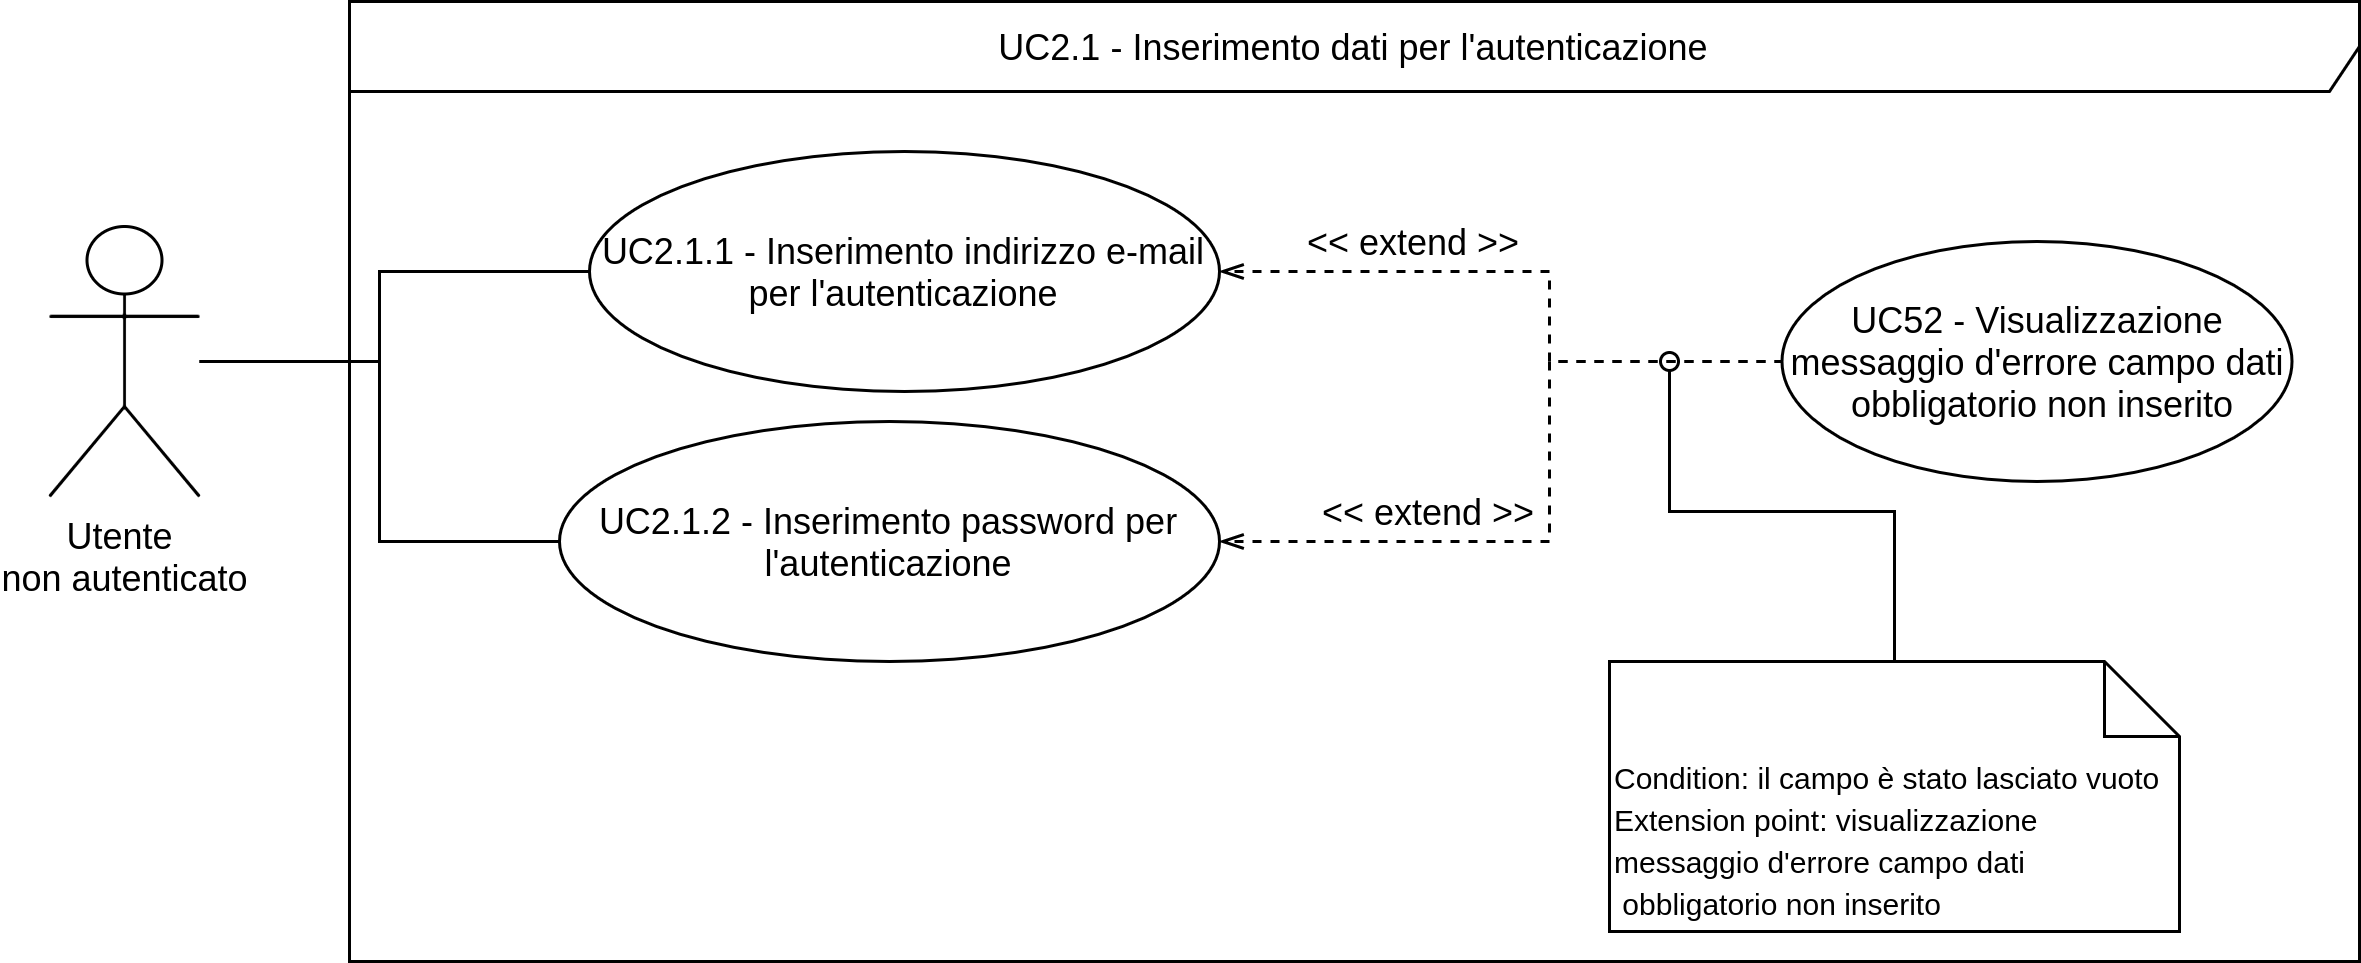 UC2.1 - Inserimento dati per l'autenticazione
Utente
non autenticato
UC2.1.1 - Inserimento indirizzo e-mail
per l'autenticazione
<< extend >>
UC2.1.2 - Inserimento password per
l'autenticazione
<< extend >>
UC52 - Visualizzazione
messaggio d'errore campo dati
obbligatorio non inserito
Condition: il campo è stato lasciato vuoto
Extension point: visualizzazione
messaggio d'errore campo dati
obbligatorio non inserito